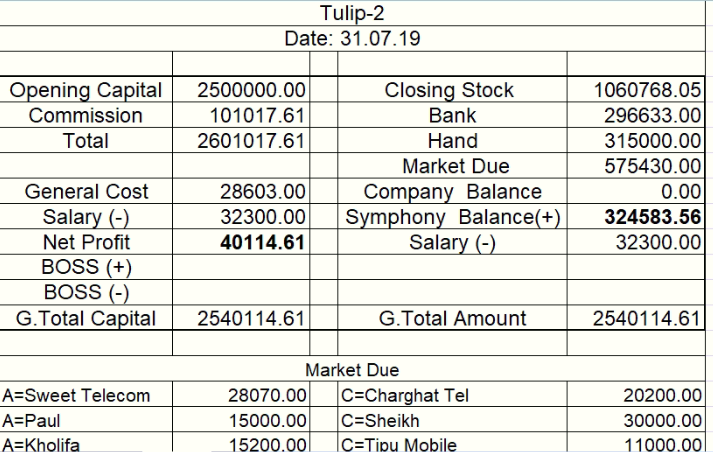 Tulip-2
Date: 31.07.19
Opening Capital 2500000.00 Closing Stock 1060768.05
Commission 101017.61 Bank 296633.00
Total 2601017.61 Hand 315000.00
Market Due 575430.00
General Cost 28603.00 Company Balance 0.00
Salary (-) 32300.00 Symphony Balance(+) 324583.56
Net Profit 40114.61 Salary (-) 32300.00
BOSS (+)
BOSS (-)
G.Total Capital 2540114.61 G.Total Amount 2540114.61
Market Due
A=Sweet Telecom 28070.00 C=Charghat Tel 20200.00
A=Paul 15000.00 C=Sheikh 30000.00
A=Kholifa 15200.00 C=Tipu Mobile 11000.00